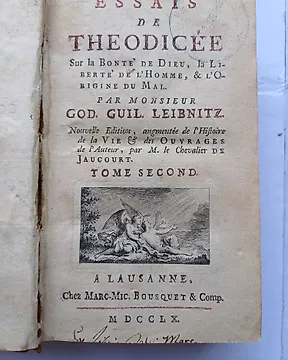 ESSAIS
DE
THEODICÉE
Sur la BONTÉ DE DIEU, la LI-
BERTÉ DE L'HOMME, & L'O-
RIGINE DU MAL.
PAR MONSIEUR
GOD. GUIL. LEIBNITZ.
Nouvelle Edition, augmentée de l'Histoire
de la VIE & des OUVRAGES
de l'Auteur, par M. le Chevalier DE
JAUCOURT.
TOME SECOND.
A LAUSANNE,
Chez MARC-MIC. BOUSQUET & Comp.
MDCCLX.